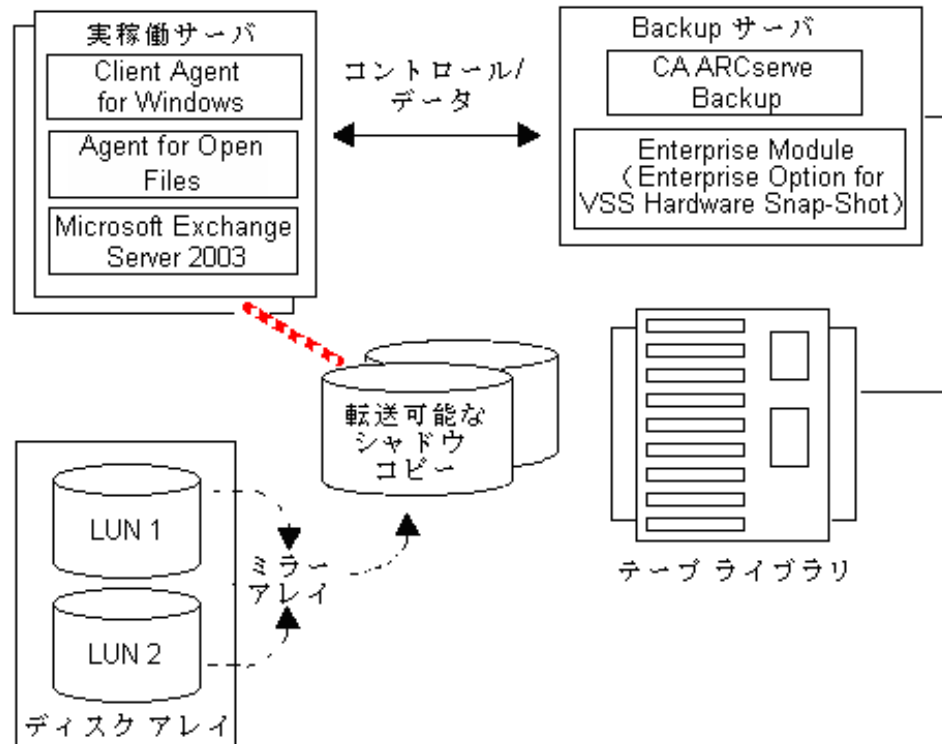 実稼働サーバ
Client Agent
for Windows
Agent for Open
Files
Microsoft Exchange
Server 2003
コントロール/
データ
Backup サーバ
CA ARCserve
Backup
Enterprise Module
（Enterprise Option for
VSS Hardware Snap-Shot）
転送可能な
シャドウ
コピー
LUN 1
LUN 2
ミラー
アレイ
ディスク アレイ
テープ ライブラリ